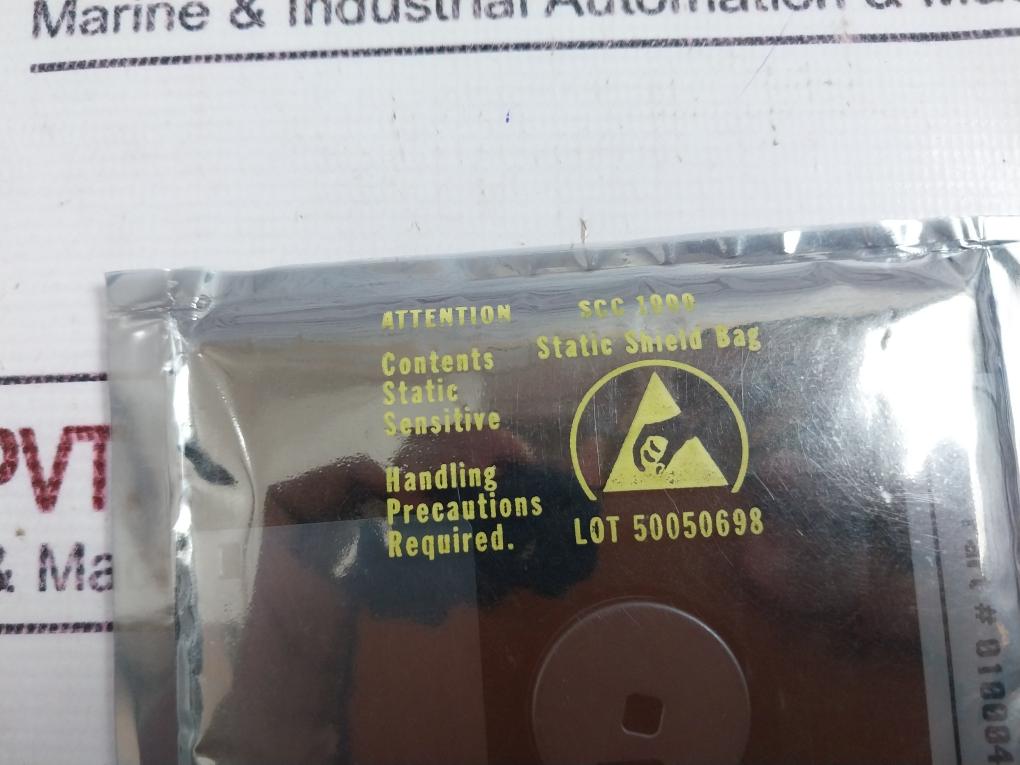 Marine & Industrial Automation &
ATTENTION
Contents
Static
Sensitive
Handling
Precautions
Required.
SCC 1000
Static Shield Bag
LOT 50050698
PVT
& Ma
# 010004